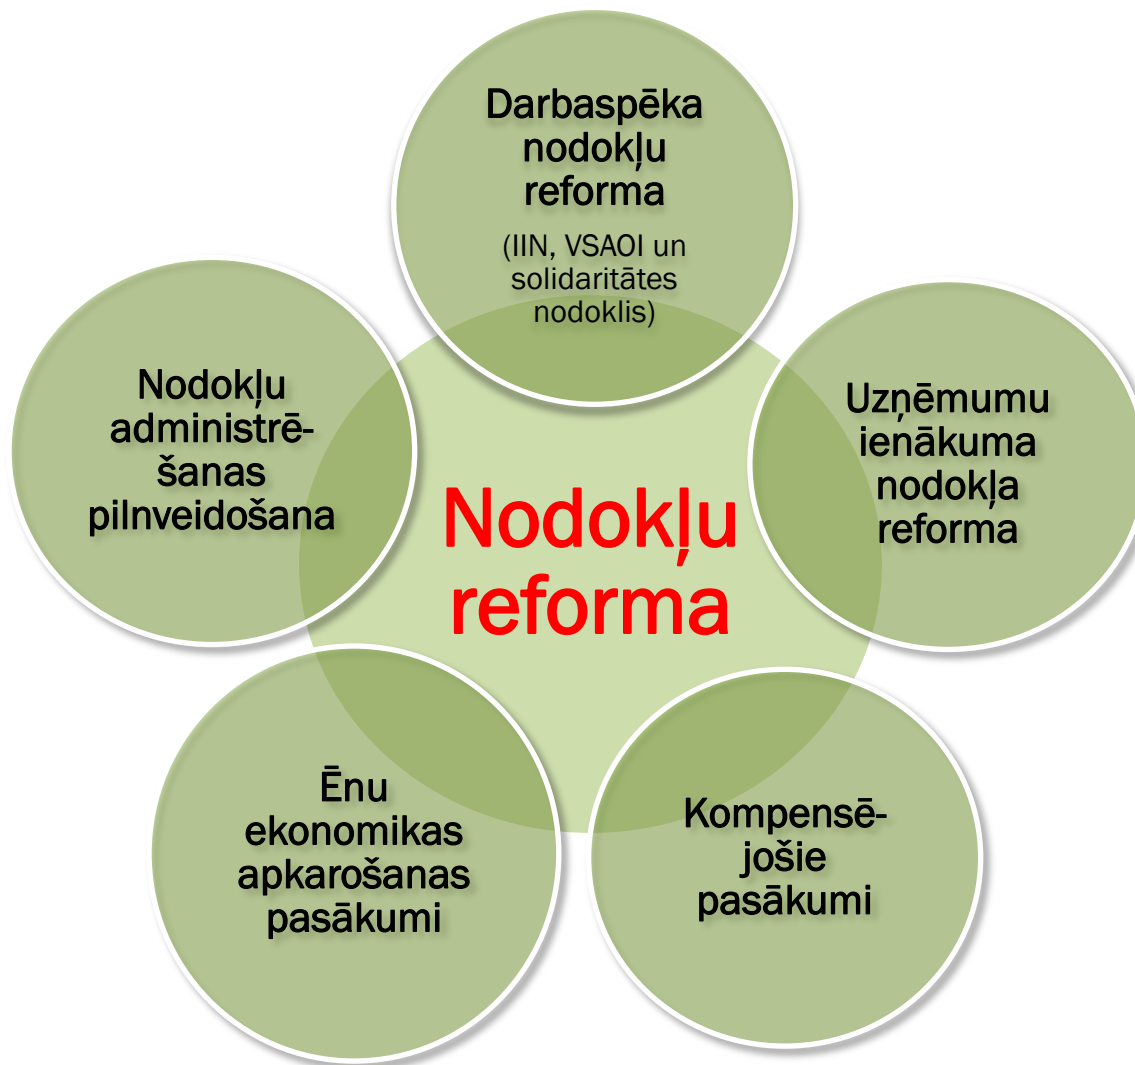 Darbaspēka
nodokļu
reforma
(IIN, VSAOI un
solidaritātes
nodoklis)
Nodokļu
administrē-
šanas
pilnveidošana
Uzņēmumu
ienākuma
nodokļa
reforma
Nodokļu
reforma
Ēnu
ekonomikas
apkarošanas
pasākumi
Kompensē-
jošie
pasākumi